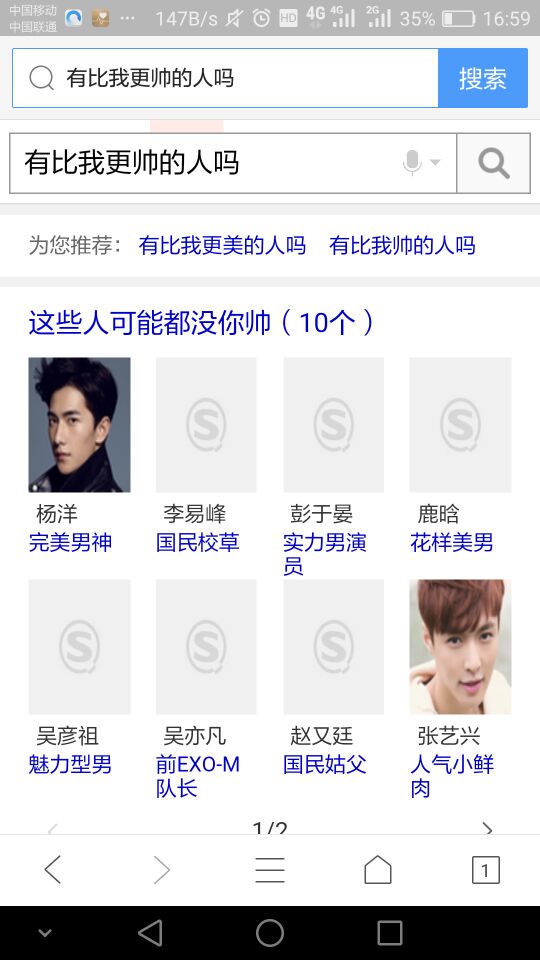 中国移动
中国联通
147B/s HD 4G 4G 2G 35% 16:59
有比我更帅的人吗 搜索
有比我更帅的人吗
为您推荐： 有比我更美的人吗 有比我帅的人吗
这些人可能都没你帅（10个）
杨洋 李易峰 彭于晏 鹿晗
完美男神 国民校草 实力男演员 花样美男
吴彦祖 吴亦凡 赵又廷 张艺兴
魅力型男 前EXO-M队长 国民姑父 人气小鲜肉
1/2
1